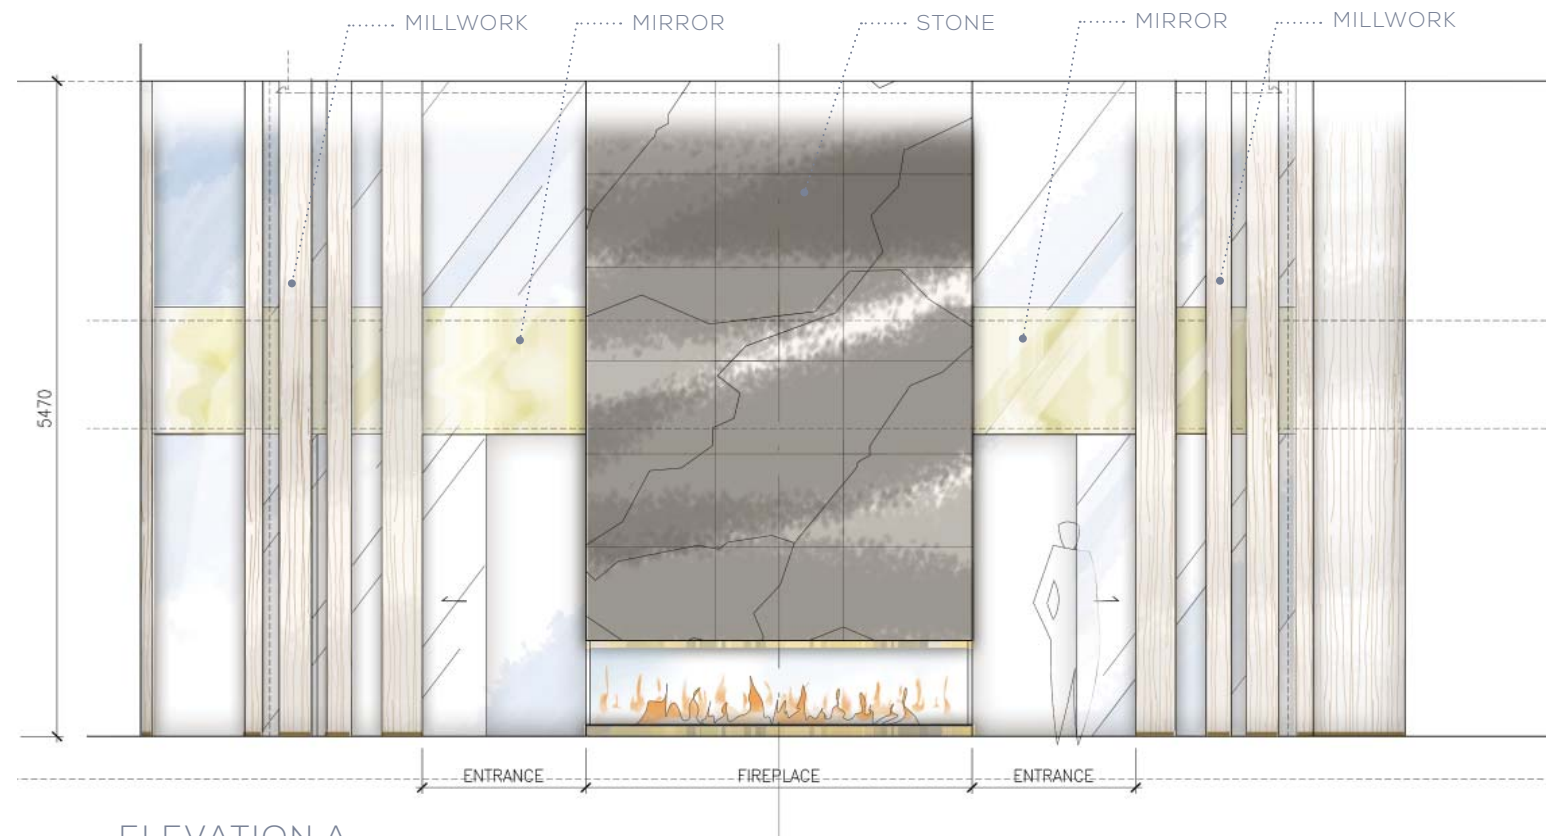 MILLWORK
MIRROR
STONE
MIRROR
MILLWORK
5470
ENTRANCE
FIREPLACE
ENTRANCE
ELEVATION A